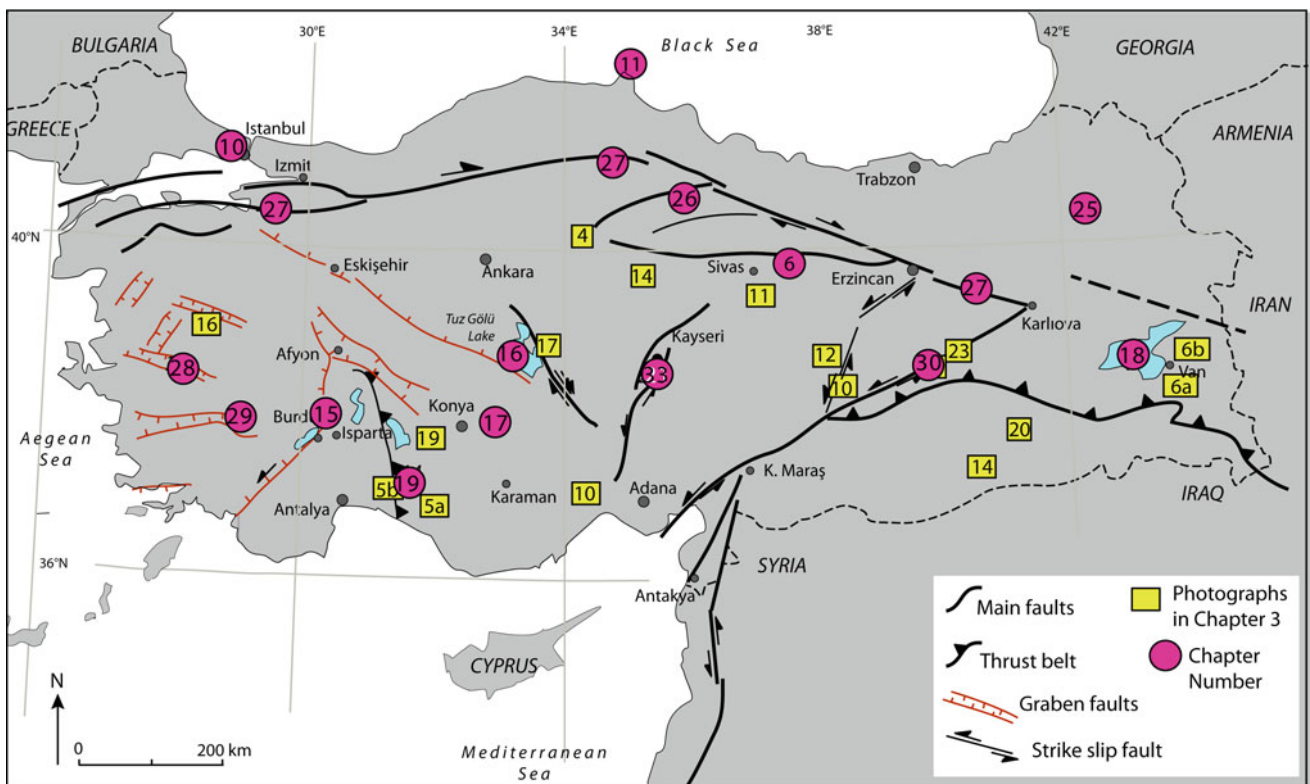 30°E
34°E
38°E
42°E
BULGARIA
Black Sea
GEORGIA
11
GREECE
Istanbul
10
ARMENIA
Izmit
27
Trabzon
26
27
25
40°N
4
Eskişehir
Ankara
14
Sivas
6
Erzincan
11
27
IRAN
Karlıova
16
Tuz Gölü
Lake
16
17
Kayseri
33
Afyon
28
12
10
30
23
18
6b
Van
6a
29
15
Burd
Isparta
Konya
17
19
20
Aegean
Sea
19
5b
5a
Karaman
10
Adana
K. Maraş
14
Antalya
IRAQ
36°N
SYRIA
Antakya
CYPRUS
Mediterranean
Sea
N
0
200 km
Main faults
Thrust belt
Graben faults
Strike slip fault
Photographs
in Chapter 3
Chapter
Number